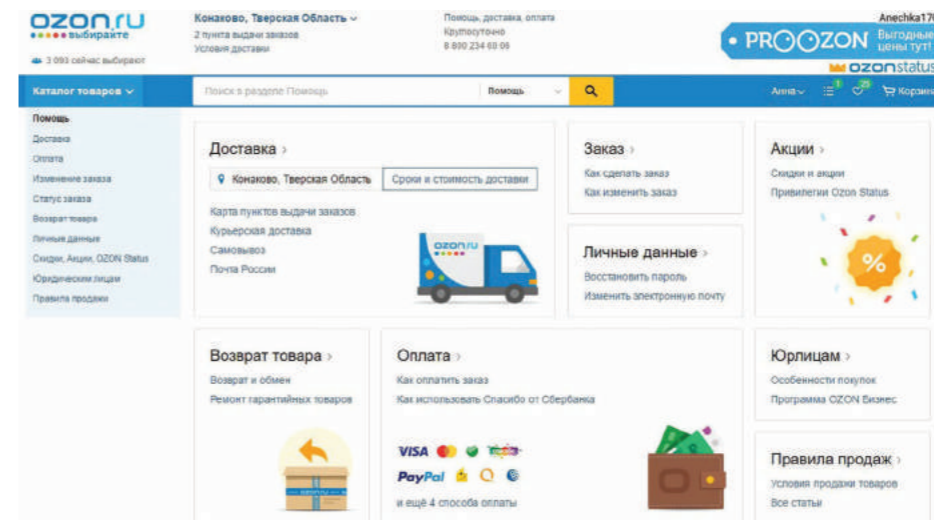 ozon.ru
выбирайте
3 093 сейчас выбирают
Конаково, Тверская Область
2 пункта выдачи заказов
Условия доставки
Помощь, доставка, оплата
Круглосуточно
Anechka170
PROOZON
Выгодные
цены тут!
ozonstatus
Каталог товаров
Поиск в разделе Помощь
Помощь
Анна
1
25
Корзина
Помощь
Доставка
Оплата
Изменение заказа
Статус заказа
Возврат товара
Личные данные
Скидки, Акции, OZON Status
Юридическим лицам
Правила продажи
Доставка
Конаково, Тверская Область
Сроки и стоимость доставки
Карта пунктов выдачи заказов
Курьерская доставка
Самовывоз
Почта России
ozon.ru
Заказ
Как сделать заказ
Как изменить заказ
Личные данные
Восстановить пароль
Изменить электронную почту
Акции
Скидки и акции
Привилегии Ozon Status
%
Возврат товара
Возврат и обмен
Ремонт гарантийных товаров
Оплата
Как оплатить заказ
Как использовать Спасибо от Сбербанка
VISA
PayPal
и ещё 4 способа оплаты
Юрлицам
Особенности покупок
Программа OZON Бизнес
Правила продаж
Условия продажи товаров
Все статьи